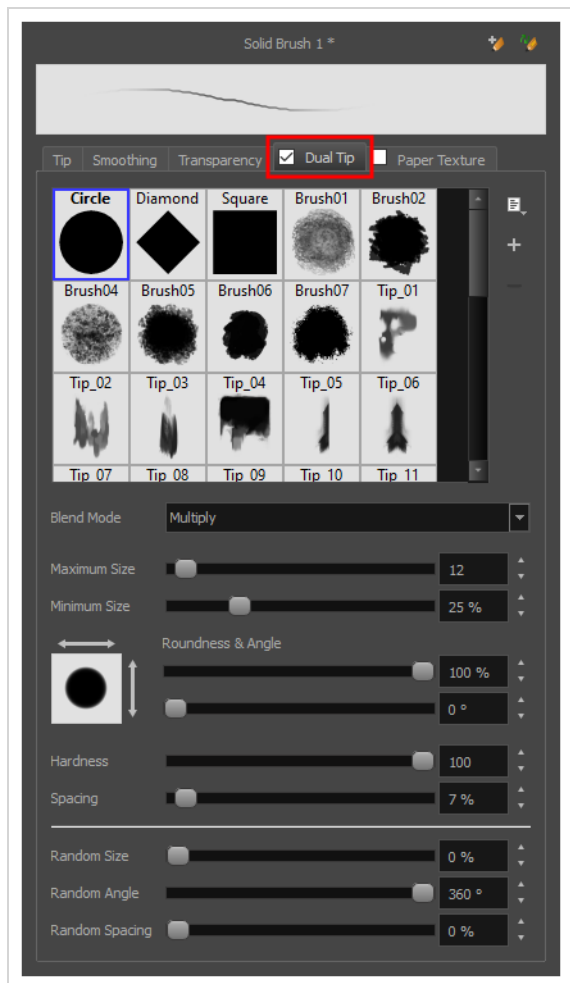 Solid Brush 1 *
Tip Smoothing Transparency Dual Tip Paper Texture
Circle Diamond Square Brush01 Brush02
Brush04 Brush05 Brush06 Brush07 Tip_01
Tip_02 Tip_03 Tip_04 Tip_05 Tip_06
Tip_07 Tip_08 Tip_09 Tip_10 Tip_11
Blend Mode Multiply
Maximum Size 12
Minimum Size 25 %
Roundness & Angle
100 %
0 °
Hardness 100
Spacing 7 %
Random Size 0 %
Random Angle 360 °
Random Spacing 0 %